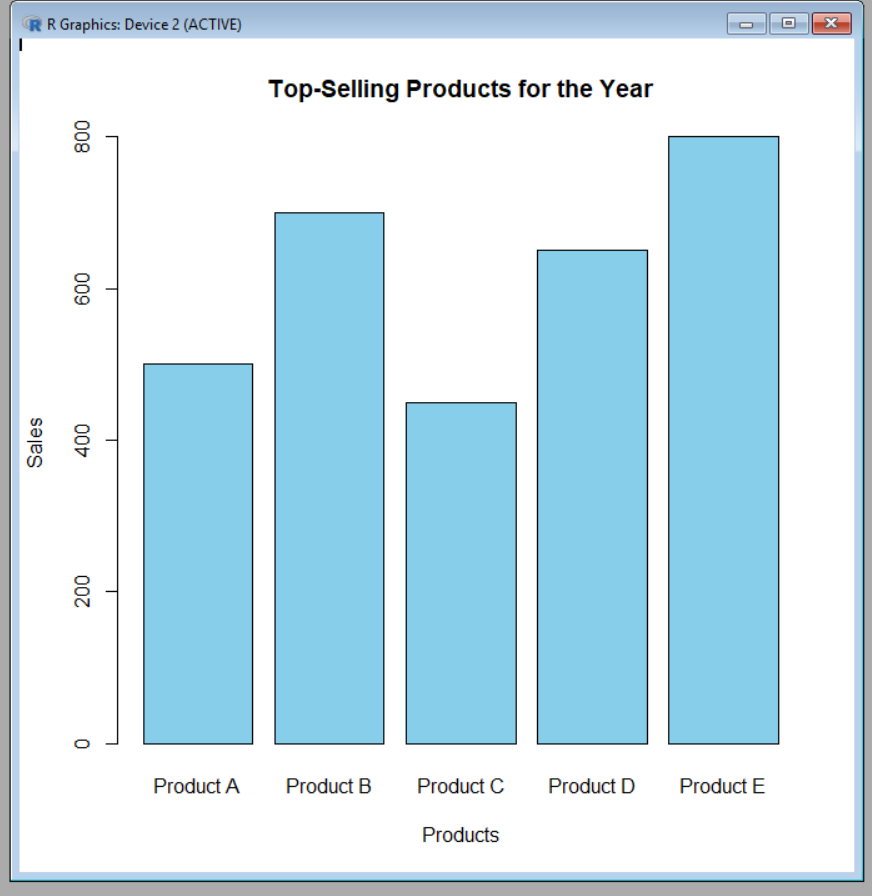 R Graphics: Device 2 (ACTIVE)
Top-Selling Products for the Year
800
600
400
200
0
Sales
Product A Product B Product C Product D Product E
Products